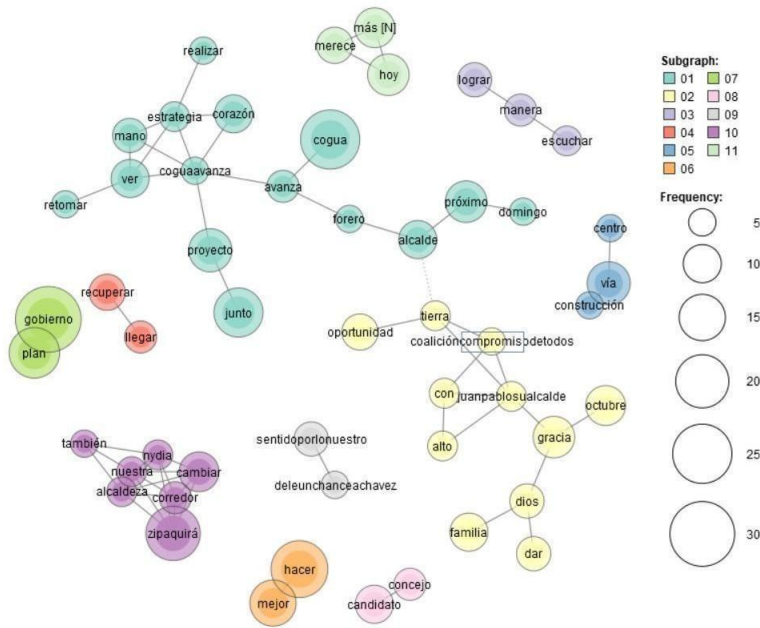 más [N]
merece
hoy
realizar
lograr
manera
escuchar
estrategia
corazón
mano
cogua
coguaavanza
ver
avanza
retomar
próximo
domingo
forero
alcalde
proyecto
junto
centro
vía
construcción
recuperar
llegar
gobierno
plan
tierra
oportunidad
coalicióncompromisodetodos
con
juanpablosualcalde
octubre
alto
gracia
dios
familia
dar
sentidoporlonuestro
deleunchanceachavez
también
nydia
nuestra
cambiar
alcaldeza
corredor
zipaquirá
hacer
mejor
concejo
candidato
Subgraph:
01 07
02 08
03 09
04 10
05 11
06
Frequency:
5
10
15
20
25
30